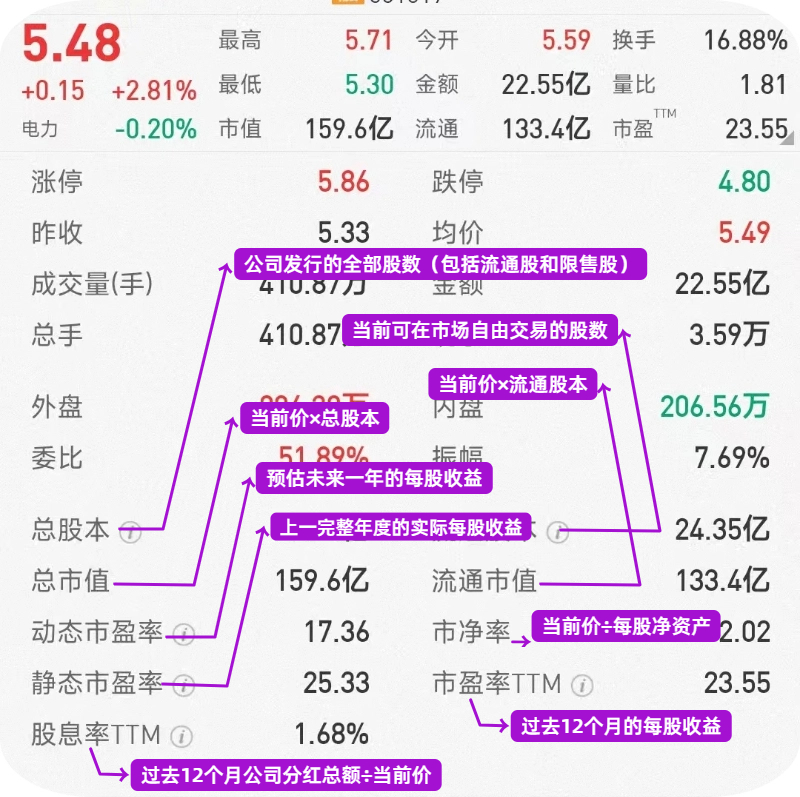 5.48 最高 5.71 今开 5.59 换手 16.88%
+0.15 +2.81% 最低 5.30 金额 22.55亿 量比 1.81
电力 -0.20% 市值 159.6亿 流通 133.4亿 市盈TTM 23.55
涨停 5.86 跌停 4.80
昨收 5.33 均价 5.49
公司发行的全部股数（包括流通股和限售股）
成交量(手) 410.87万 金额 22.55亿
总手 410.87 当前可在市场自由交易的股数 3.59万
当前价×流通股本
外盘 内盘 206.56万
当前价×总股本
委比 51.89% 振幅 7.69%
预估未来一年的每股收益
上一完整年度的实际每股收益
总股本 24.35亿
总市值 159.6亿 流通市值 133.4亿
动态市盈率 17.36 市净率 当前价÷每股净资产 2.02
静态市盈率 25.33 市盈率TTM 23.55
股息率TTM 1.68% 过去12个月的每股收益
过去12个月公司分红总额÷当前价